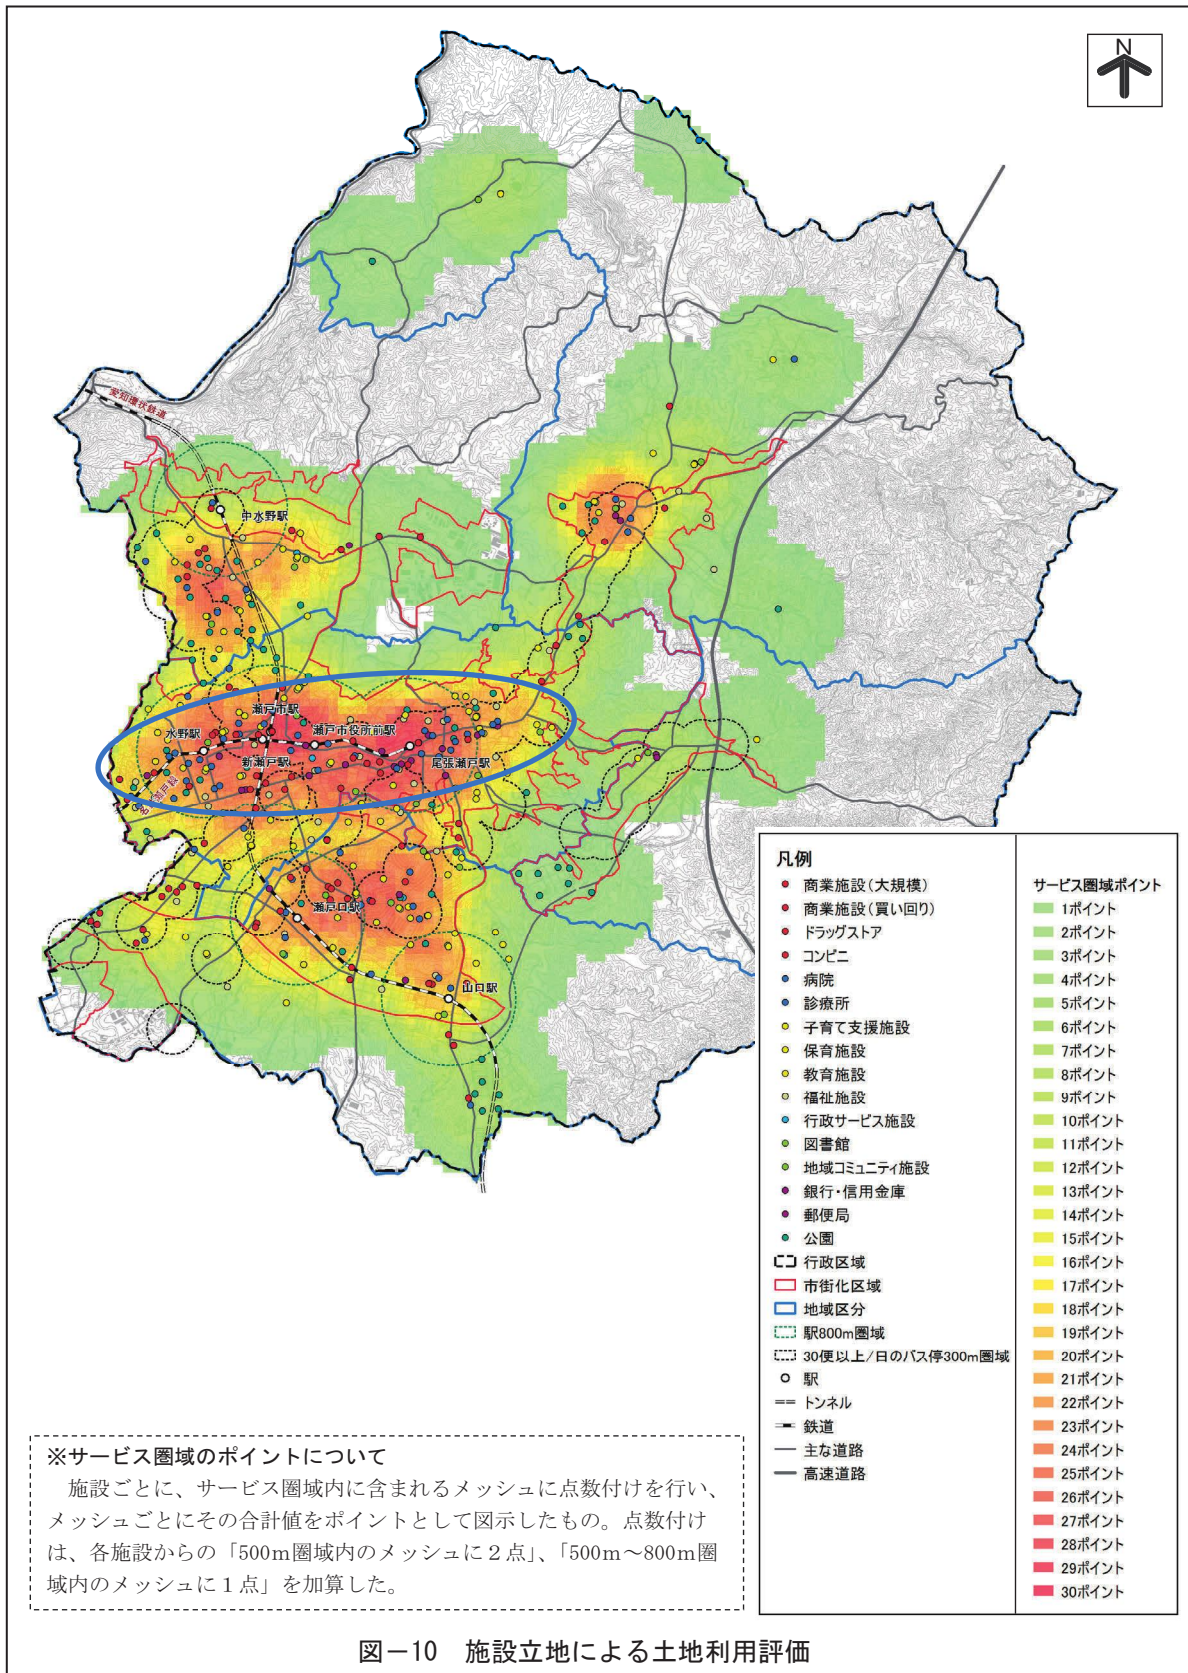 N
愛知環状鉄道
中水野駅
瀬戸市駅
瀬戸市役所前駅
水野駅
新瀬戸駅
尾張瀬戸駅
瀬戸口駅
山口駅
凡例
商業施設(大規模)
商業施設(買い回り)
ドラッグストア
コンビニ
病院
診療所
子育て支援施設
保育施設
教育施設
福祉施設
行政サービス施設
図書館
地域コミュニティ施設
銀行・信用金庫
郵便局
公園
行政区域
市街化区域
地域区分
駅800m圏域
30便以上/日のバス停300m圏域
駅
トンネル
鉄道
主な道路
高速道路
サービス圏域ポイント
1ポイント
2ポイント
3ポイント
4ポイント
5ポイント
6ポイント
7ポイント
8ポイント
9ポイント
10ポイント
11ポイント
12ポイント
13ポイント
14ポイント
15ポイント
16ポイント
17ポイント
18ポイント
19ポイント
20ポイント
21ポイント
22ポイント
23ポイント
24ポイント
25ポイント
26ポイント
27ポイント
28ポイント
29ポイント
30ポイント
※サービス圏域のポイントについて
施設ごとに、サービス圏域内に含まれるメッシュに点数付けを行い、
メッシュごとにその合計値をポイントとして図示したもの。点数付け
は、各施設からの「500m圏域内のメッシュに２点」、「500m～800m圏
域内のメッシュに１点」を加算した。
図－10　施設立地による土地利用評価